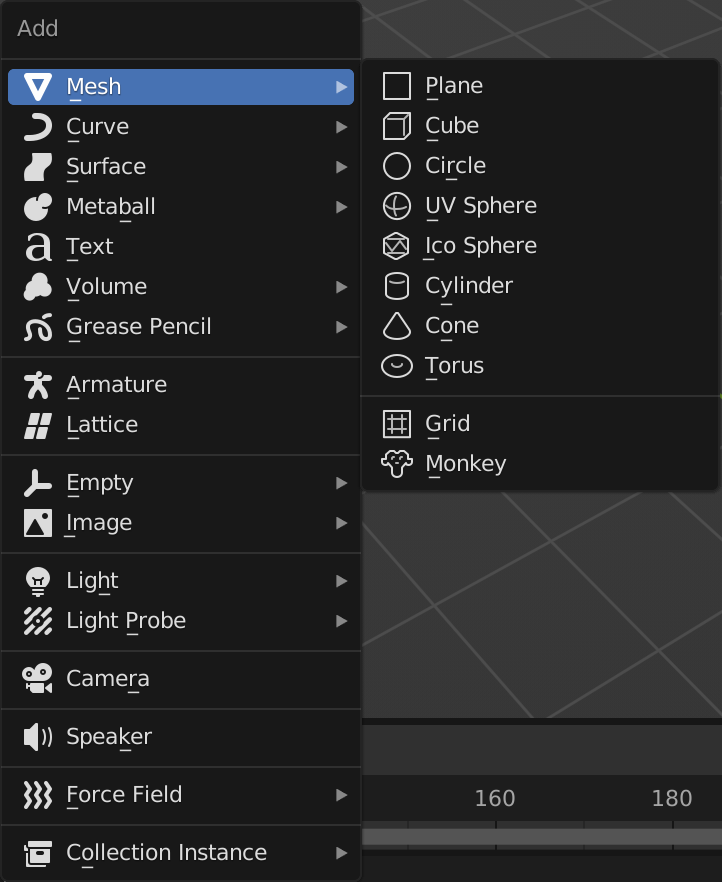 Add
Mesh
Curve
Surface
Metaball
Text
Volume
Grease Pencil
Armature
Lattice
Empty
Image
Light
Light Probe
Camera
Speaker
Force Field
Collection Instance
Plane
Cube
Circle
UV Sphere
Ico Sphere
Cylinder
Cone
Torus
Grid
Monkey
160 180